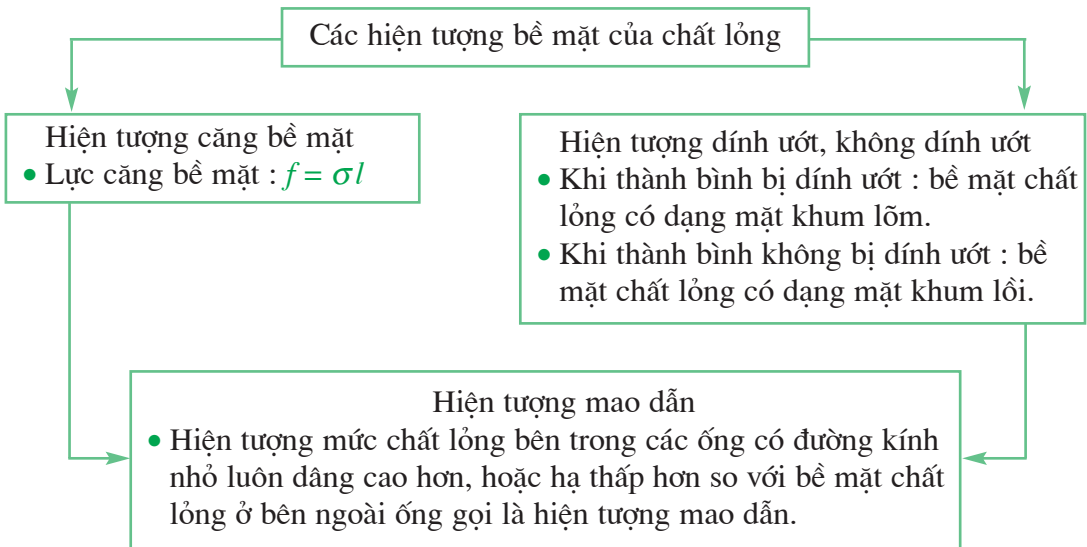 Các hiện tượng bề mặt của chất lỏng
Hiện tượng căng bề mặt
• Lực căng bề mặt : f = σl
Hiện tượng dính ướt, không dính ướt
• Khi thành bình bị dính ướt : bề mặt chất
lỏng có dạng mặt khum lõm.
• Khi thành bình không bị dính ướt : bề
mặt chất lỏng có dạng mặt khum lồi.
Hiện tượng mao dẫn
• Hiện tượng mức chất lỏng bên trong các ống có đường kính
nhỏ luôn dâng cao hơn, hoặc hạ thấp hơn so với bề mặt chất
lỏng ở bên ngoài ống gọi là hiện tượng mao dẫn.